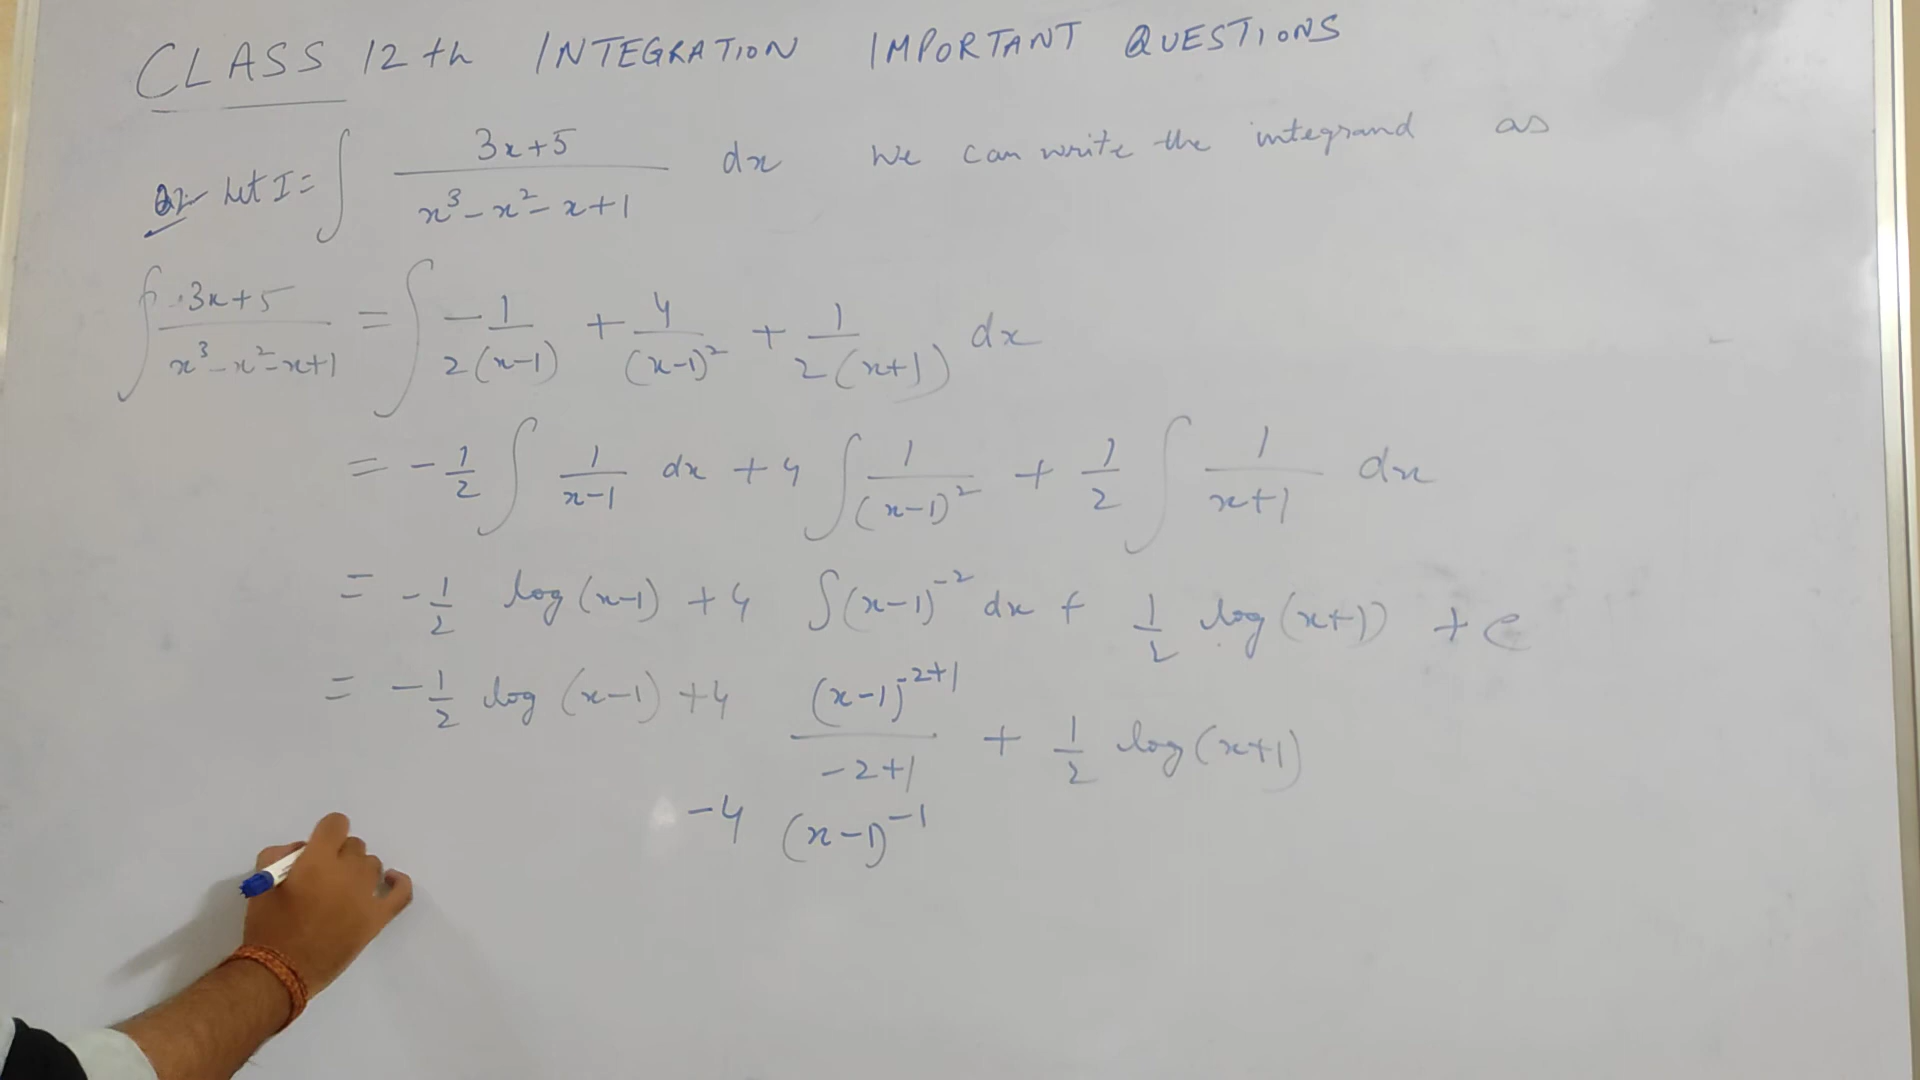 CLASS 12th INTEGRATION IMPORTANT QUESTIONS
Q2- Let I = ∫ (3x+5)/(x³-x²-x+1) dx We can write the integrand as
∫ (3x+5)/(x³-x²-x+1) = ∫ -1/(2(x-1)) + 4/(x-1)² + 1/(2(x+1)) dx
= -1/2 ∫ 1/(x-1) dx + 4 ∫ 1/(x-1)² + 1/2 ∫ 1/(x+1) dx
= -1/2 log(x-1) + 4 ∫(x-1)⁻² dx + 1/2 log(x+1) + c
= -1/2 log(x-1) + 4 (x-1)⁻²⁺¹/(-2+1) + 1/2 log(x+1)
-4 (x-1)⁻¹